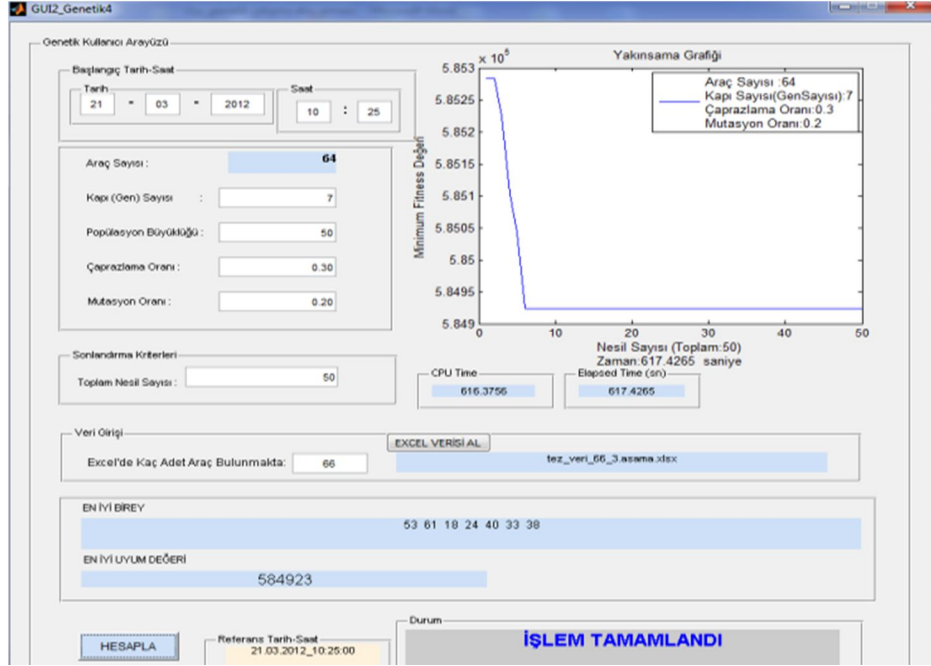 GUI2_Genetik4
Genetik Kullanıcı Arayüzü
Başlangıç Tarih-Saat
Tarih
21 - 03 - 2012
Saat
10 : 25
Araç Sayısı : 64
Kapı (Gen) Sayısı : 7
Popülasyon Büyüklüğü : 50
Çaprazlama Oranı : 0.30
Mutasyon Oranı : 0.20
Sonlandırma Kriterleri
Toplam Nesil Sayısı : 50
Yakınsama Grafiği
x 10^5
5.853
5.8525
5.852
5.8515
5.851
5.8505
5.85
5.8495
5.849
Minimum Fitness Değeri
Araç Sayısı :64
Kapı Sayısı(GenSayısı):7
Çaprazlama Oranı:0.3
Mutasyon Oranı:0.2
0 10 20 30 40 50
Nesil Sayısı (Toplam:50)
Zaman:617.4265 saniye
CPU Time
616.3756
Elapsed Time (sn)
617.4265
Veri Girişi
Excel'de Kaç Adet Araç Bulunmakta: 66
EXCEL VERİSİ AL
tez_veri_66_3.asama.xlsx
EN İYİ BİREY
53 61 18 24 40 33 38
EN İYİ UYUM DEĞERİ
584923
HESAPLA
Referans Tarih-Saat
21.03.2012_10:25:00
Durum
İŞLEM TAMAMLANDI